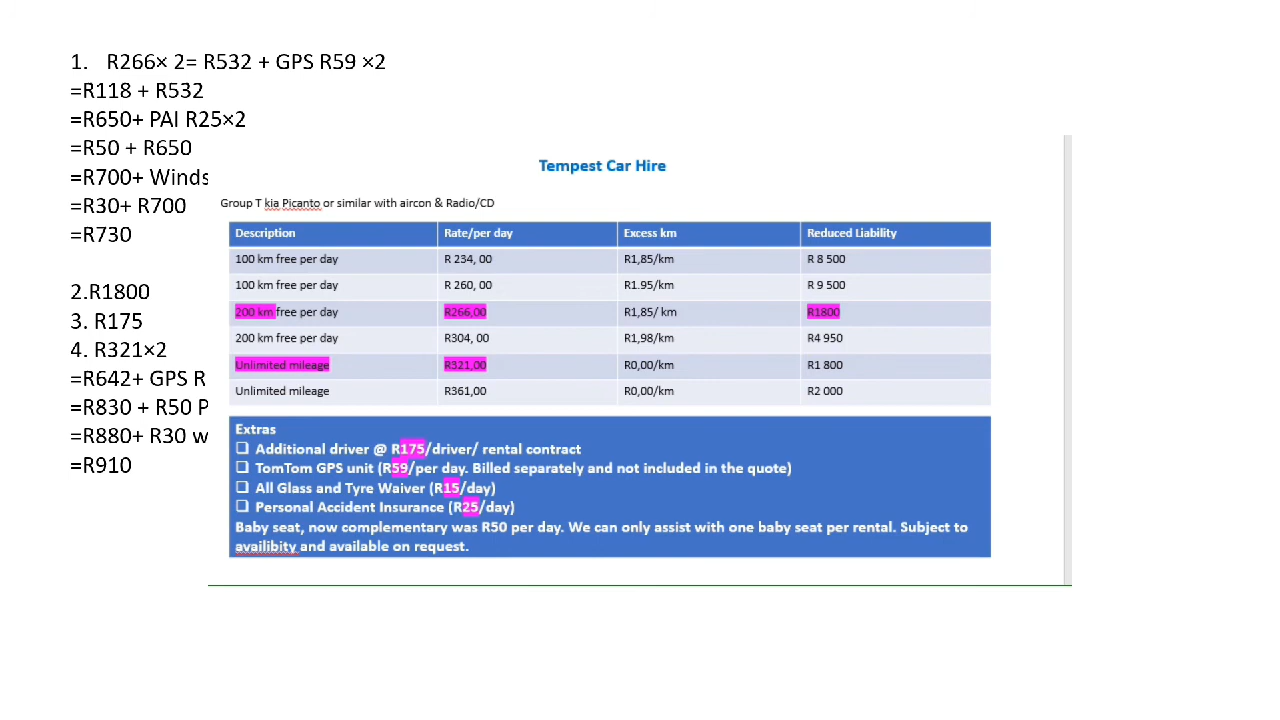 1. R266× 2= R532 + GPS R59 ×2
=R118 + R532
=R650+ PAI R25×2
=R50 + R650
=R700+ Winds
=R30+ R700
=R730
2.R1800
3. R175
4. R321×2
=R642+ GPS R
=R830 + R50 P
=R880+ R30 w
=R910
Tempest Car Hire
Group T kia Picanto or similar with aircon & Radio/CD
Description Rate/per day Excess km Reduced Liability
100 km free per day R 234, 00 R1,85/km R 8 500
100 km free per day R 260, 00 R1.95/km R 9 500
200 km free per day R266,00 R1,85/ km R1800
200 km free per day R304, 00 R1,98/km R4 950
Unlimited mileage R321,00 R0,00/km R1 800
Unlimited mileage R361,00 R0,00/km R2 000
Extras
❑ Additional driver @ R175/driver/ rental contract
❑ TomTom GPS unit (R59/per day. Billed separately and not included in the quote)
❑ All Glass and Tyre Waiver (R15/day)
❑ Personal Accident Insurance (R25/day)
Baby seat, now complementary was R50 per day. We can only assist with one baby seat per rental. Subject to
availibity and available on request.